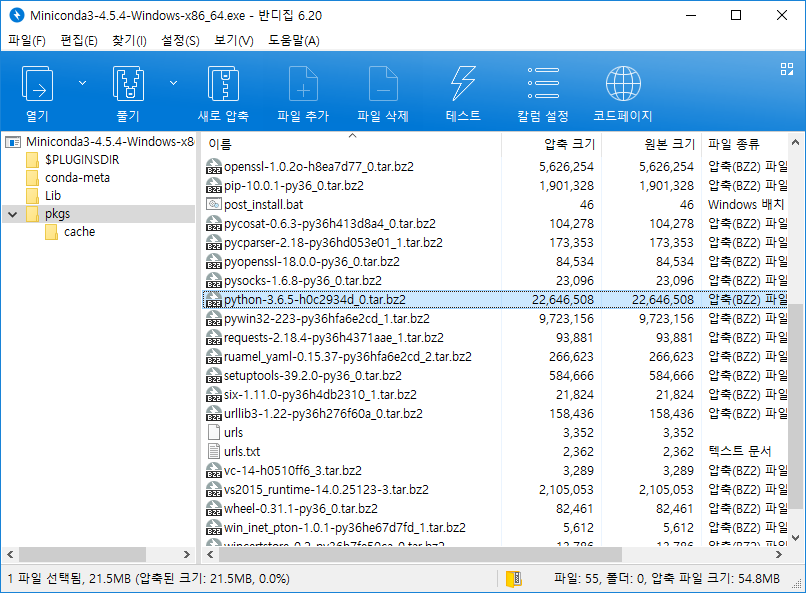 Miniconda3-4.5.4-Windows-x86_64.exe - 반디집 6.20
파일(F) 편집(E) 찾기(I) 설정(S) 보기(V) 도움말(A)
열기 풀기 새로 압축 파일 추가 파일 삭제 테스트 칼럼 설정 코드페이지
Miniconda3-4.5.4-Windows-x8
$PLUGINSDIR
conda-meta
Lib
pkgs
cache
이름 압축 크기 원본 크기 파일 종류
openssl-1.0.2o-h8ea7d77_0.tar.bz2 5,626,254 5,626,254 압축(BZ2) 파일
pip-10.0.1-py36_0.tar.bz2 1,901,328 1,901,328 압축(BZ2) 파일
post_install.bat 46 46 Windows 배치
pycosat-0.6.3-py36h413d8a4_0.tar.bz2 104,278 104,278 압축(BZ2) 파일
pycparser-2.18-py36hd053e01_1.tar.bz2 173,353 173,353 압축(BZ2) 파일
pyopenssl-18.0.0-py36_0.tar.bz2 84,534 84,534 압축(BZ2) 파일
pysocks-1.6.8-py36_0.tar.bz2 23,096 23,096 압축(BZ2) 파일
python-3.6.5-h0c2934d_0.tar.bz2 22,646,508 22,646,508 압축(BZ2) 파일
pywin32-223-py36hfa6e2cd_1.tar.bz2 9,723,156 9,723,156 압축(BZ2) 파일
requests-2.18.4-py36h4371aae_1.tar.bz2 93,881 93,881 압축(BZ2) 파일
ruamel_yaml-0.15.37-py36hfa6e2cd_2.tar.bz2 266,623 266,623 압축(BZ2) 파일
setuptools-39.2.0-py36_0.tar.bz2 584,666 584,666 압축(BZ2) 파일
six-1.11.0-py36h4db2310_1.tar.bz2 21,824 21,824 압축(BZ2) 파일
urllib3-1.22-py36h276f60a_0.tar.bz2 158,436 158,436 압축(BZ2) 파일
urls 3,352 3,352
urls.txt 2,362 2,362 텍스트 문서
vc-14-h0510ff6_3.tar.bz2 3,289 3,289 압축(BZ2) 파일
vs2015_runtime-14.0.25123-3.tar.bz2 2,105,053 2,105,053 압축(BZ2) 파일
wheel-0.31.1-py36_0.tar.bz2 82,461 82,461 압축(BZ2) 파일
win_inet_pton-1.0.1-py36he67d7fd_1.tar.bz2 5,612 5,612 압축(BZ2) 파일
1 파일 선택됨, 21.5MB (압축된 크기: 21.5MB, 0.0%) 파일: 55, 폴더: 0, 압축 파일 크기: 54.8MB